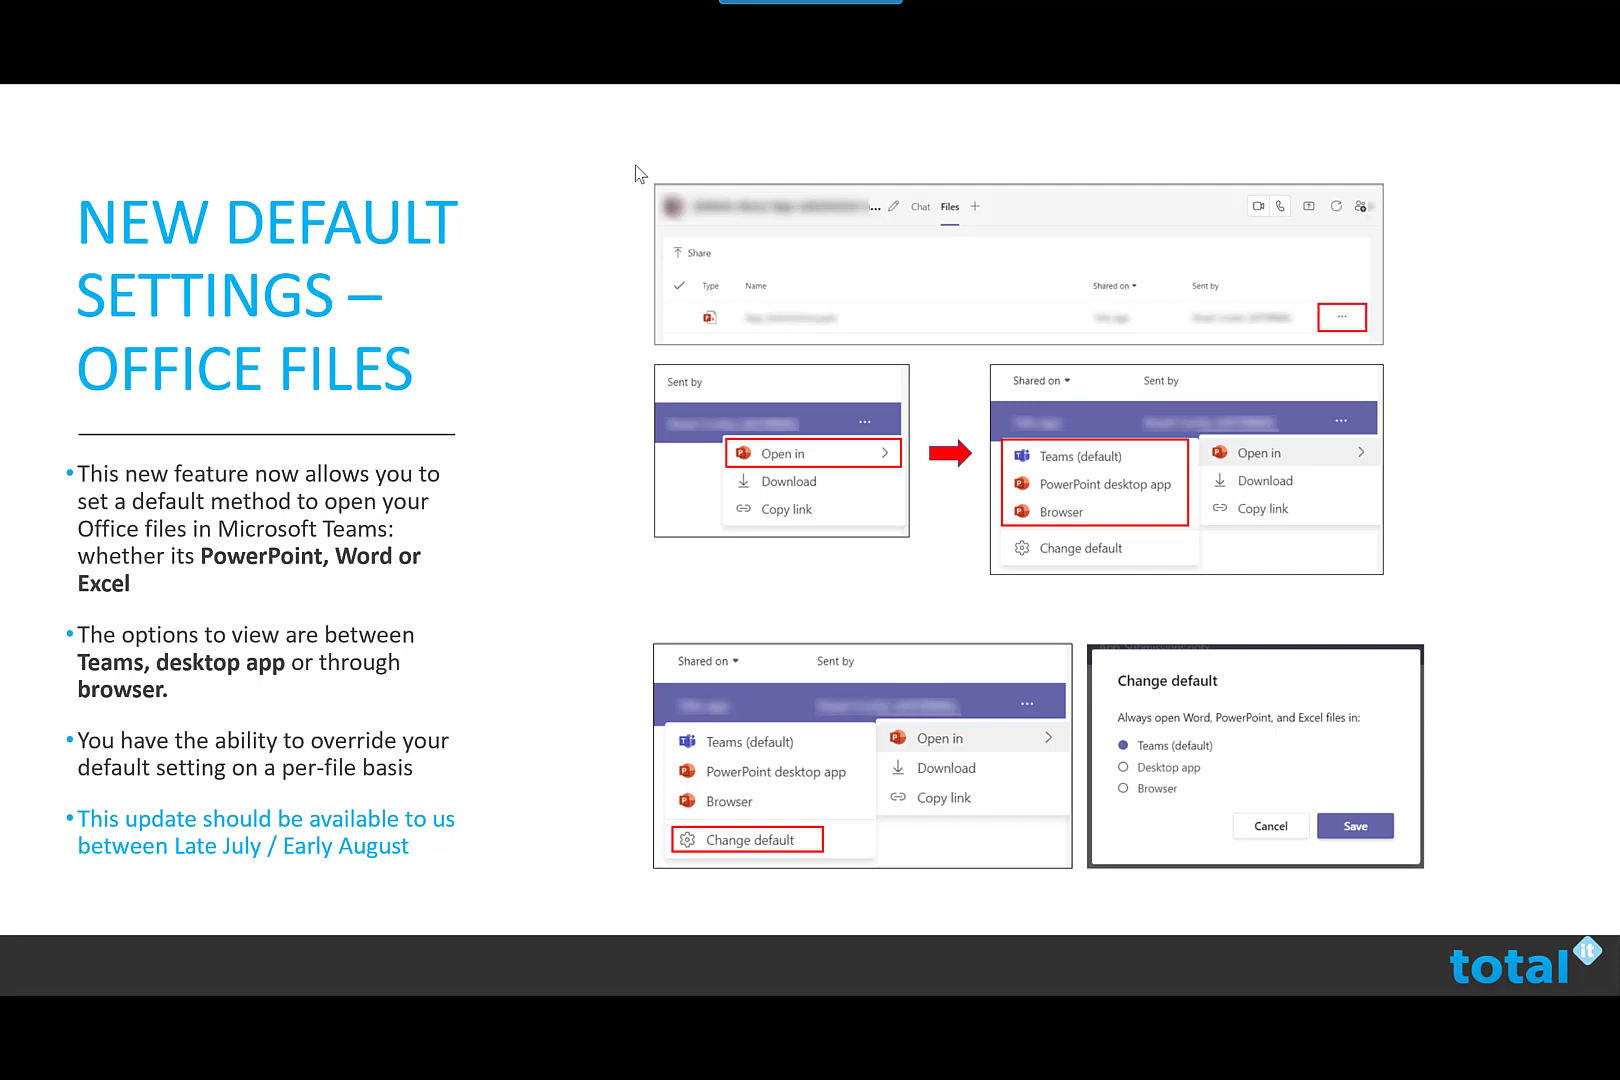 NEW DEFAULT
SETTINGS –
OFFICE FILES
•This new feature now allows you to
set a default method to open your
Office files in Microsoft Teams:
whether its PowerPoint, Word or
Excel
•The options to view are between
Teams, desktop app or through
browser.
•You have the ability to override your
default setting on a per-file basis
•This update should be available to us
between Late July / Early August
... Chat Files +
Share
Type Name Shared on Sent by
...
Sent by
...
Open in
Download
Copy link
Shared on Sent by
...
Teams (default)
PowerPoint desktop app
Browser
Change default
Open in
Download
Copy link
Shared on Sent by
...
Teams (default)
PowerPoint desktop app
Browser
Change default
Open in
Download
Copy link
Change default
Always open Word, PowerPoint, and Excel files in:
Teams (default)
Desktop app
Browser
Cancel Save
total it